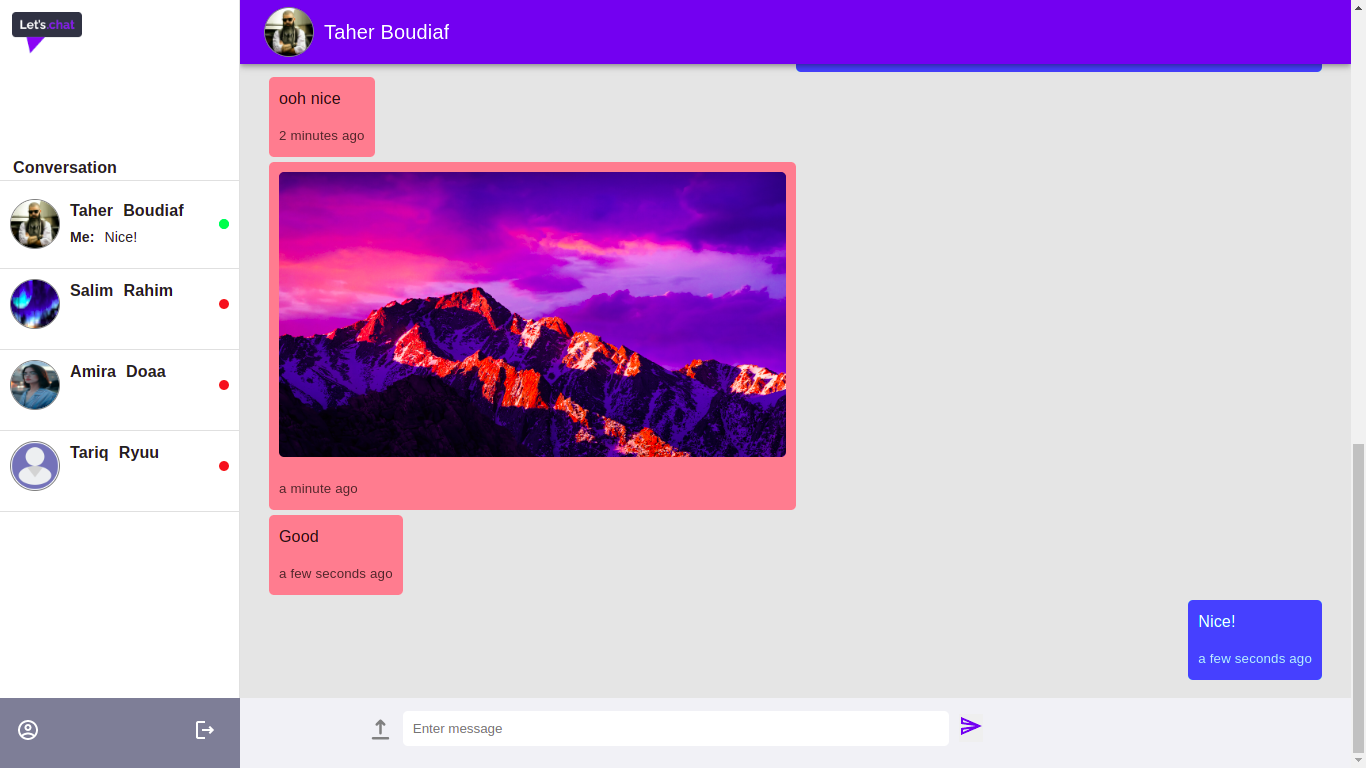 Let's chat
Conversation
Taher Boudiaf
Me: Nice!
Salim Rahim
Amira Doaa
Tariq Ryuu
Taher Boudiaf
ooh nice
2 minutes ago
a minute ago
Good
a few seconds ago
Nice!
a few seconds ago
Enter message